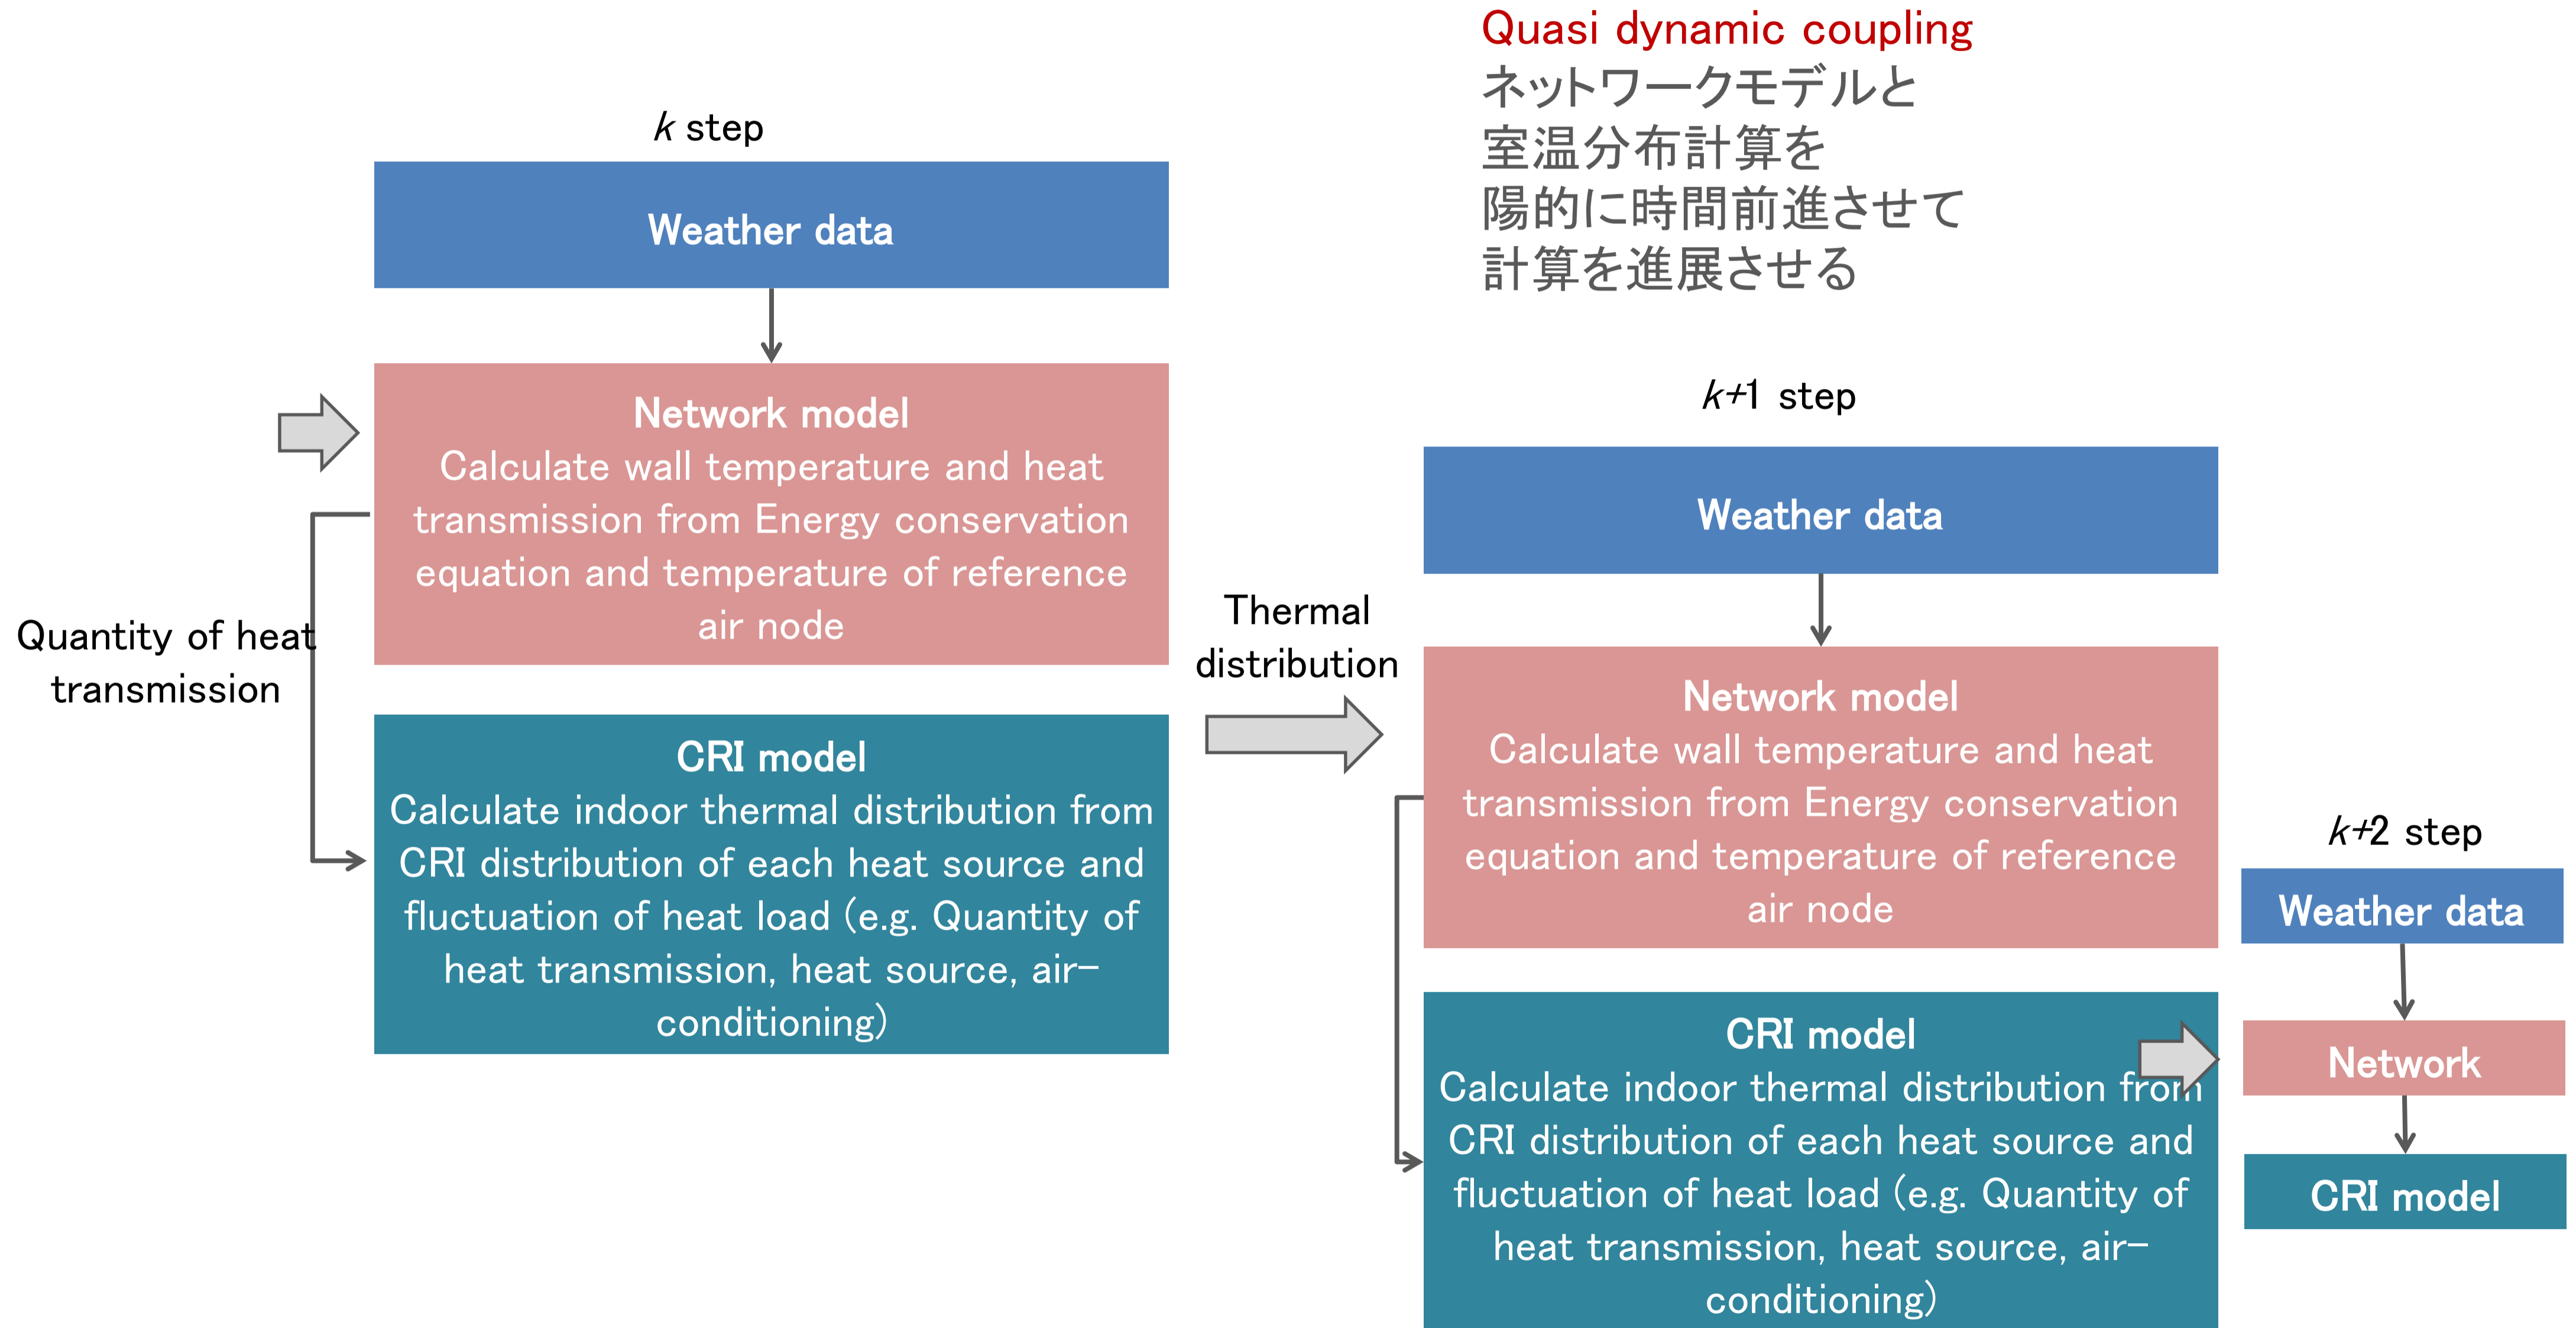 Quasi dynamic coupling
ネットワークモデルと
室温分布計算を
陽的に時間前進させて
計算を進展させる
k step
Weather data
Network model
Calculate wall temperature and heat
transmission from Energy conservation
equation and temperature of reference
air node
Quantity of heat
transmission
CRI model
Calculate indoor thermal distribution from
CRI distribution of each heat source and
fluctuation of heat load (e.g. Quantity of
heat transmission, heat source, air-
conditioning)
Thermal
distribution
k+1 step
Weather data
Network model
Calculate wall temperature and heat
transmission from Energy conservation
equation and temperature of reference
air node
CRI model
Calculate indoor thermal distribution from
CRI distribution of each heat source and
fluctuation of heat load (e.g. Quantity of
heat transmission, heat source, air-
conditioning)
k+2 step
Weather data
Network
CRI model